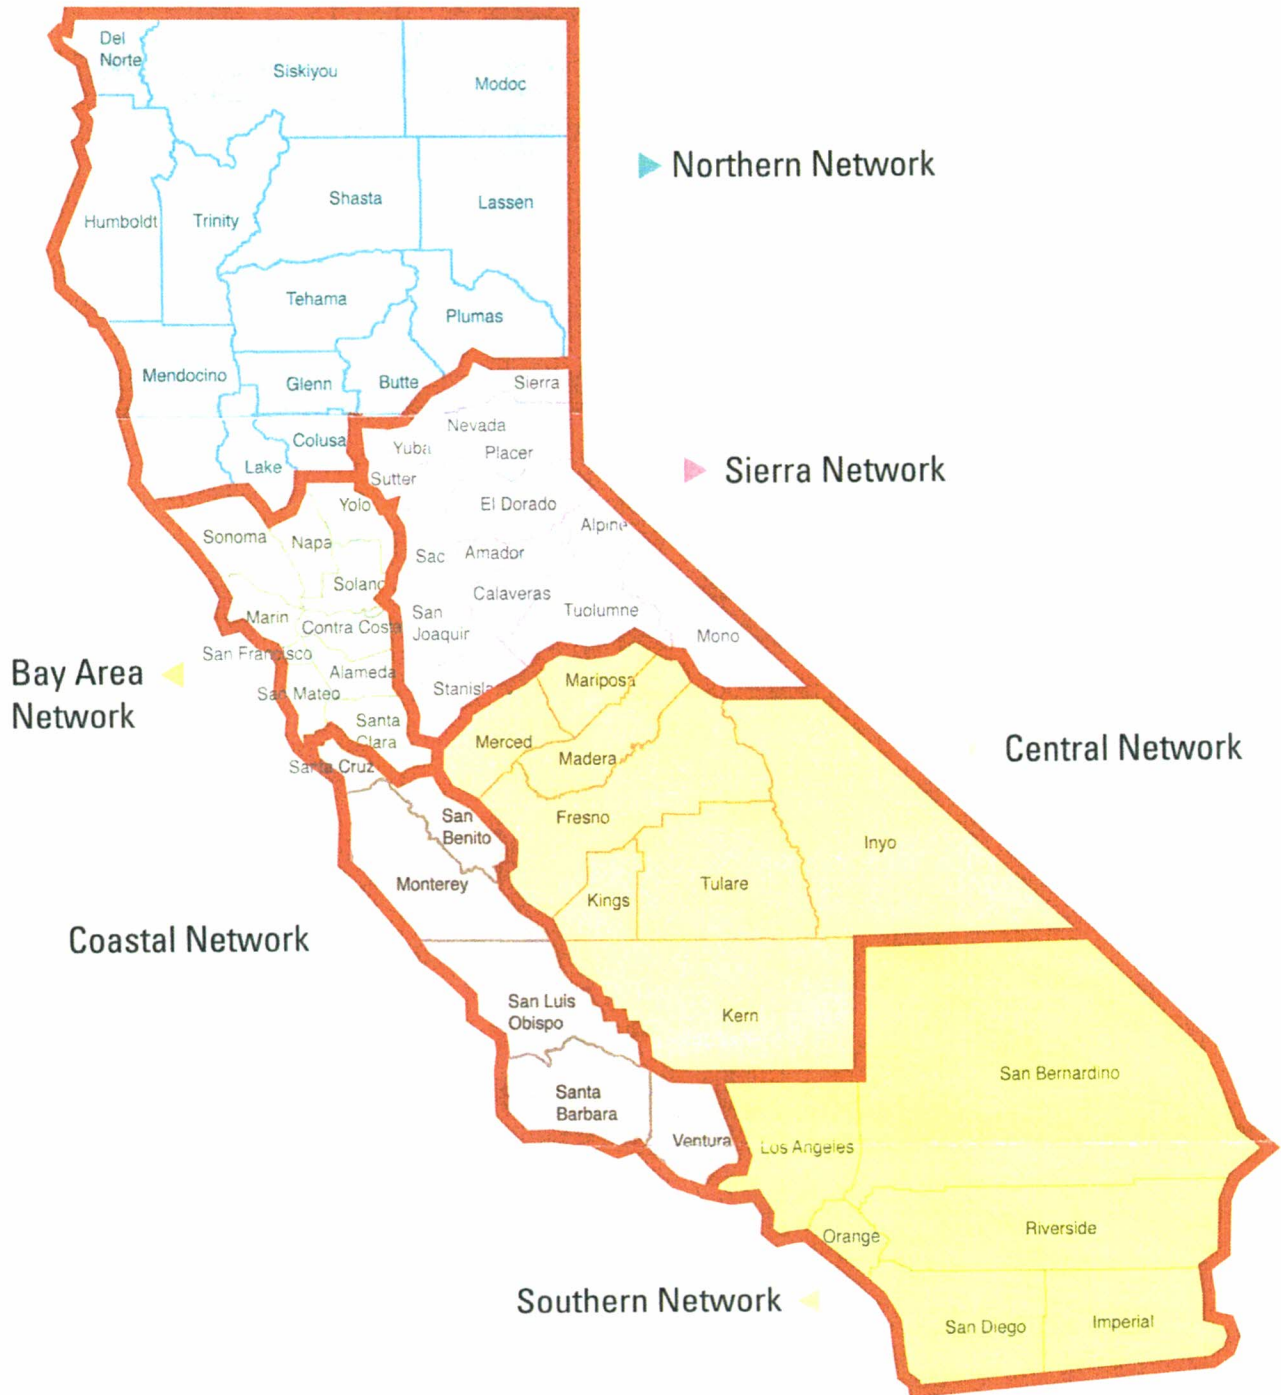 Del
Norte
Siskiyou
Modoc
Northern Network
Humboldt
Trinity
Shasta
Lassen
Tehama
Plumas
Mendocino
Glenn
Butte
Sierra
Nevada
Colusa
Yuba
Placer
Lake
Sutter
Sierra Network
Yolo
El Dorado
Alpine
Sonoma
Napa
Sac
Amador
Solano
Calaveras
Marin
Contra Costa
San
Joaquir
Tuolumne
Mono
San Francisco
Bay Area
Network
Alameda
San Mateo
Stanisla
Mariposa
Santa
Clara
Merced
Madera
Central Network
Santa Cruz
San
Benito
Fresno
Inyo
Monterey
Kings
Tulare
Coastal Network
San Luis
Obispo
Kern
San Bernardino
Santa
Barbara
Ventura
Los Angeles
Orange
Riverside
Southern Network
San Diego
Imperial